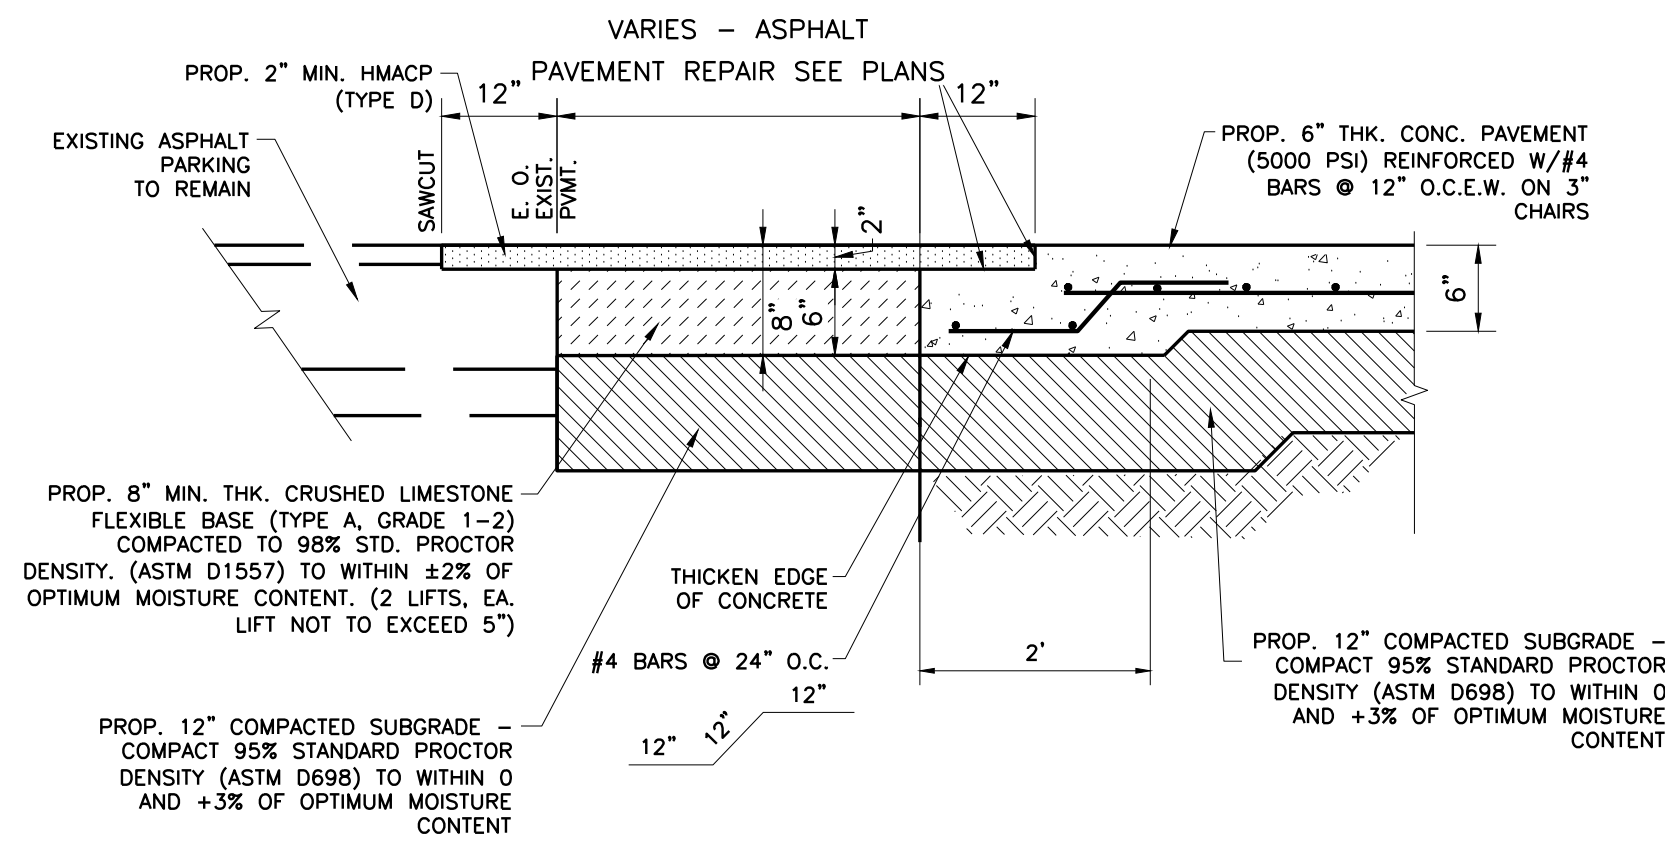 VARIES - ASPHALT
PAVEMENT REPAIR SEE PLANS
PROP. 2" MIN. HMACP
(TYPE D)
12"
12"
EXISTING ASPHALT
PARKING
TO REMAIN
SAWCUT
E. O.
EXIST.
PVMT.
PROP. 6" THK. CONC. PAVEMENT
(5000 PSI) REINFORCED W/#4
BARS @ 12" O.C.E.W. ON 3"
CHAIRS
2"
8"
6"
6"
PROP. 8" MIN. THK. CRUSHED LIMESTONE
FLEXIBLE BASE (TYPE A, GRADE 1-2)
COMPACTED TO 98% STD. PROCTOR
DENSITY. (ASTM D1557) TO WITHIN ±2% OF
OPTIMUM MOISTURE CONTENT. (2 LIFTS, EA.
LIFT NOT TO EXCEED 5")
THICKEN EDGE
OF CONCRETE
#4 BARS @ 24" O.C.
12"
12"
12"
2'
PROP. 12" COMPACTED SUBGRADE -
COMPACT 95% STANDARD PROCTOR
DENSITY (ASTM D698) TO WITHIN 0
AND +3% OF OPTIMUM MOISTURE
CONTENT
PROP. 12" COMPACTED SUBGRADE -
COMPACT 95% STANDARD PROCTOR
DENSITY (ASTM D698) TO WITHIN 0
AND +3% OF OPTIMUM MOISTURE
CONTENT